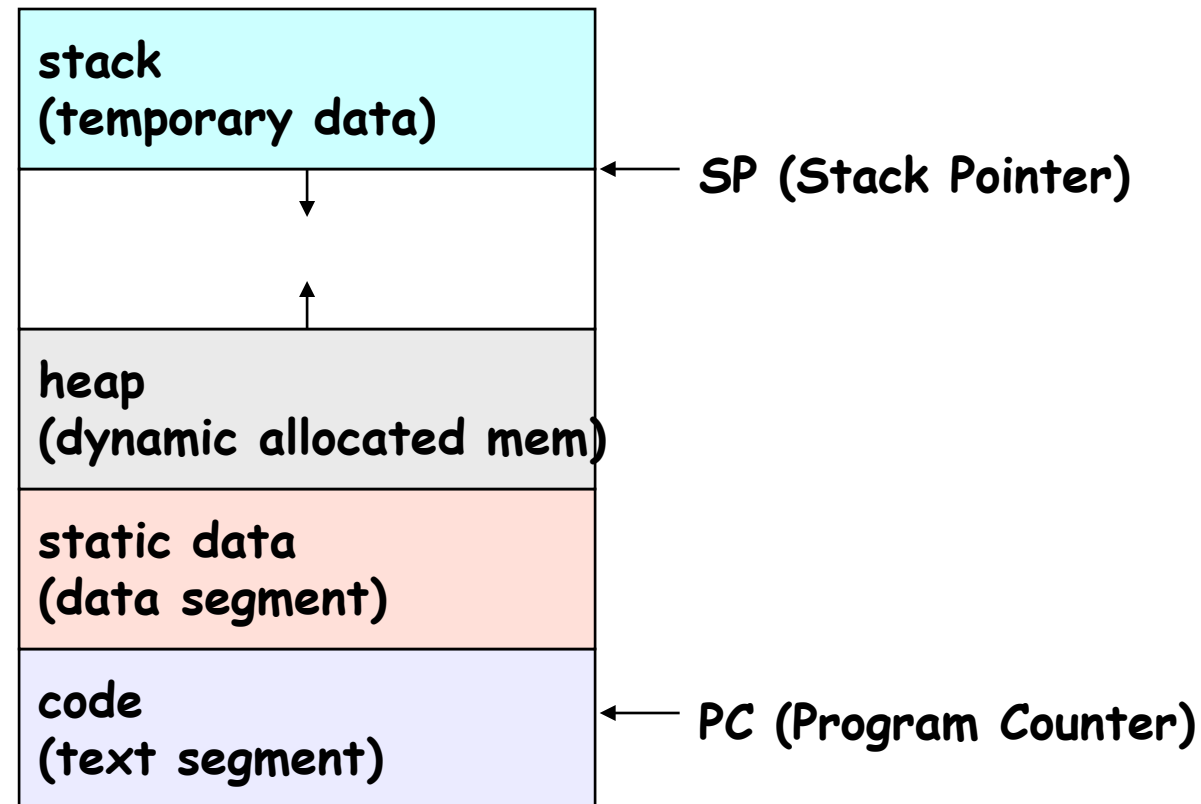 stack
(temporary data)
SP (Stack Pointer)
heap
(dynamic allocated mem)
static data
(data segment)
code
(text segment)
PC (Program Counter)